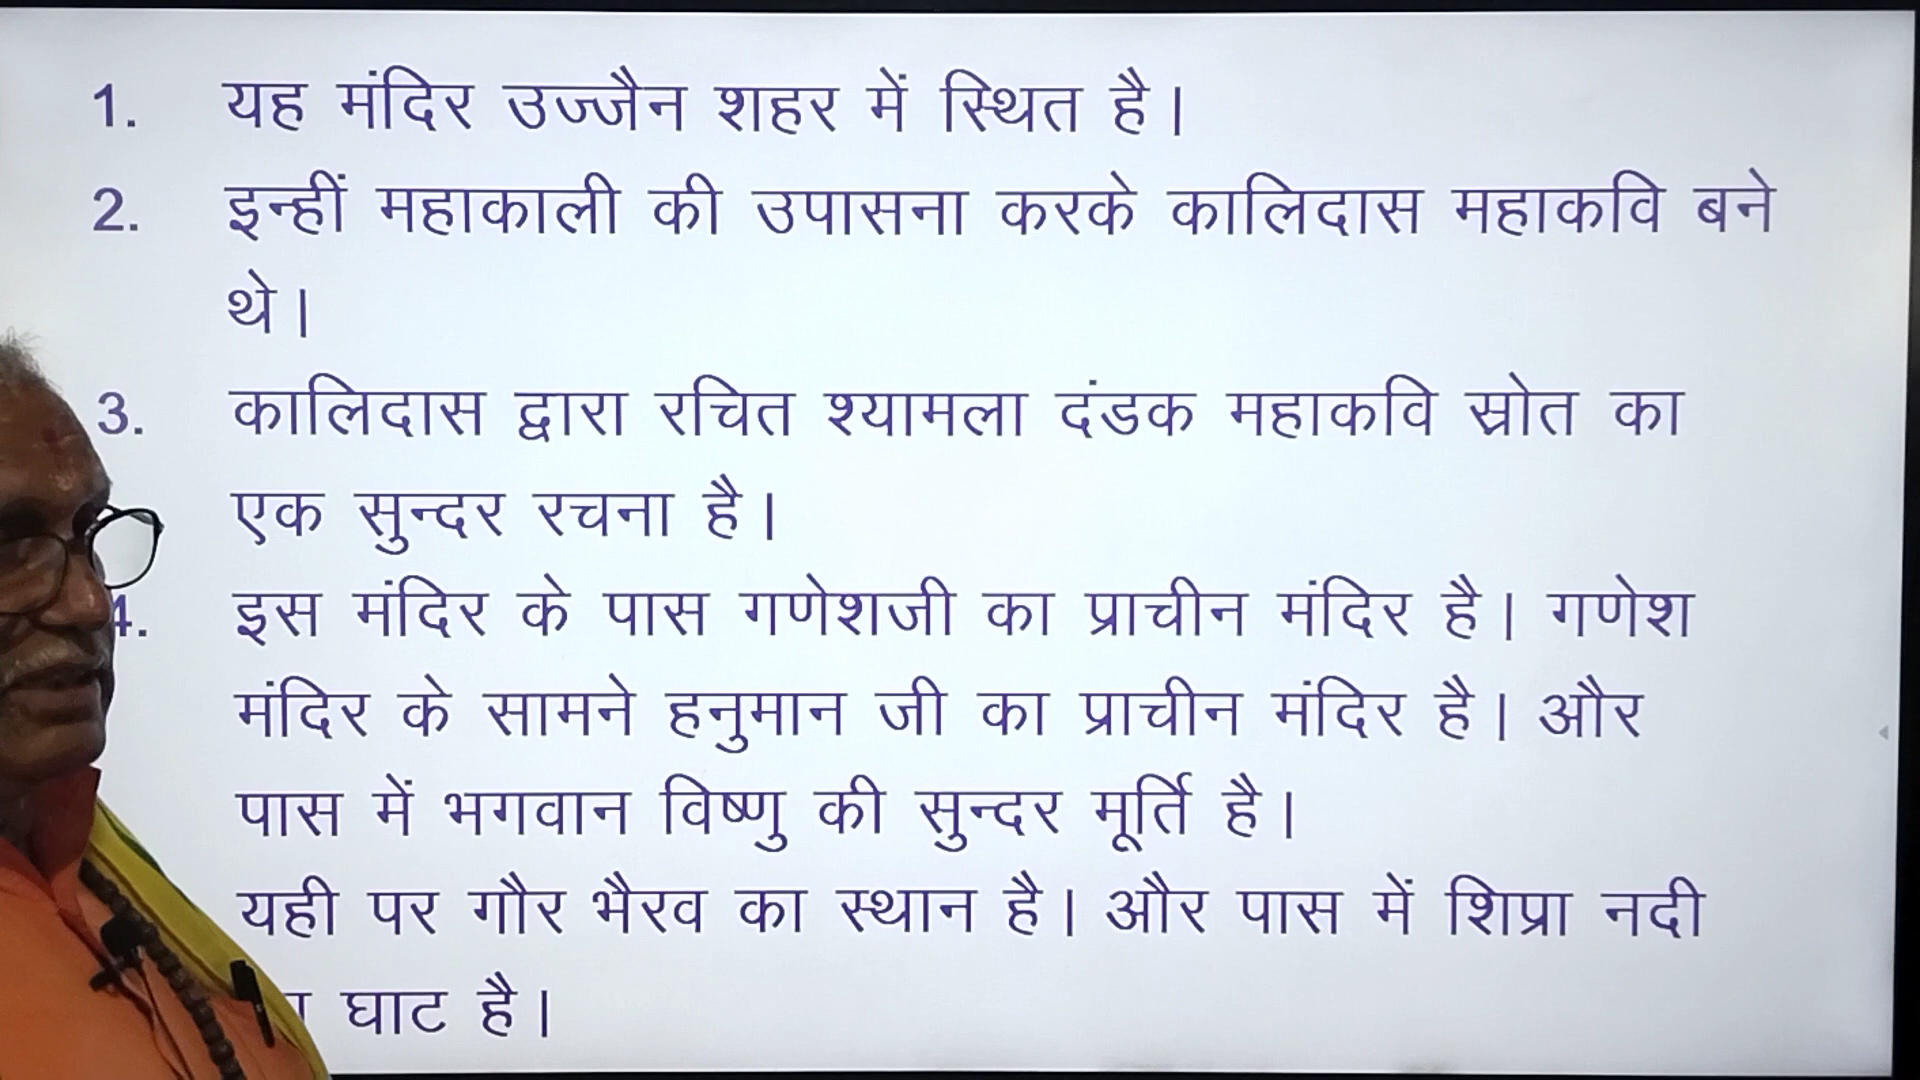 1. यह मंदिर उज्जैन शहर में स्थित है।
2. इन्हीं महाकाली की उपासना करके कालिदास महाकवि बने
थे।
3. कालिदास द्वारा रचित श्यामला दंडक महाकवि स्रोत का
एक सुन्दर रचना है।
4. इस मंदिर के पास गणेशजी का प्राचीन मंदिर है। गणेश
मंदिर के सामने हनुमान जी का प्राचीन मंदिर है। और
पास में भगवान विष्णु की सुन्दर मूर्ति है।
यही पर गौर भैरव का स्थान है। और पास में शिप्रा नदी
घाट है।